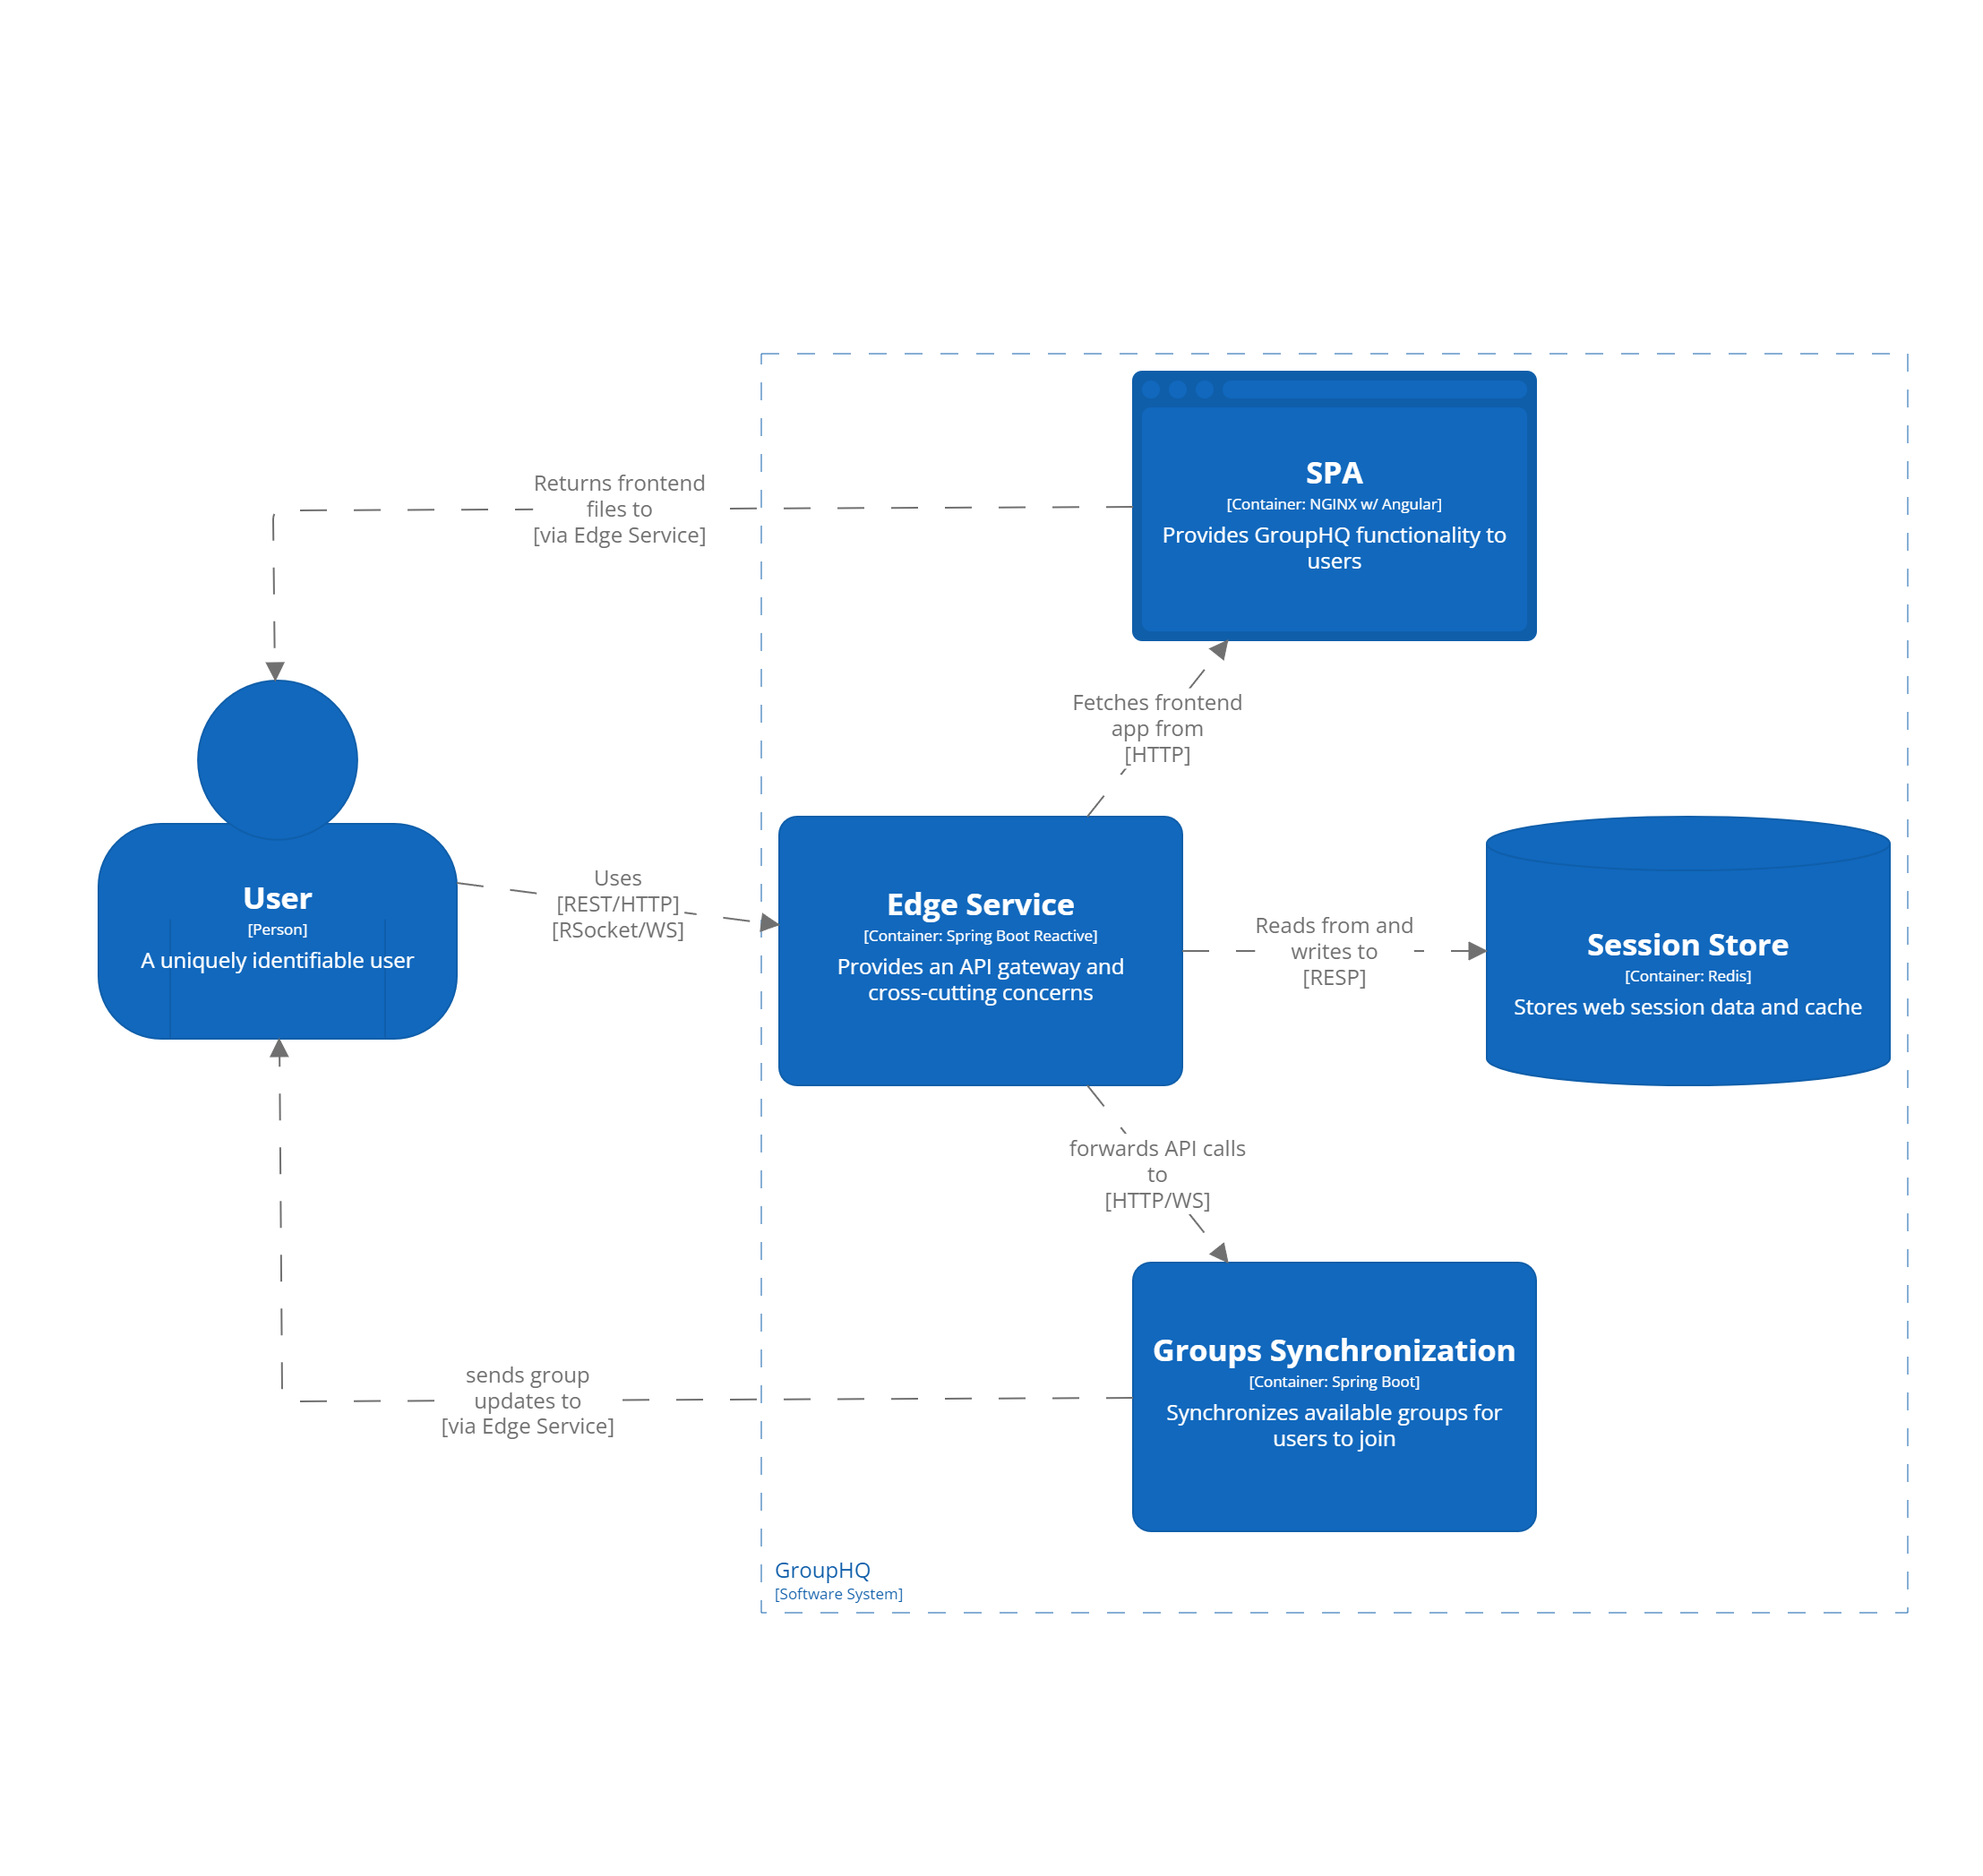 SPA
[Container: NGINX w/ Angular]
Provides GroupHQ functionality to
users
Returns frontend
files to
[via Edge Service]
Fetches frontend
app from
[HTTP]
User
[Person]
A uniquely identifiable user
Uses
[REST/HTTP]
[RSocket/WS]
Edge Service
[Container: Spring Boot Reactive]
Provides an API gateway and
cross-cutting concerns
Reads from and
writes to
[RESP]
Session Store
[Container: Redis]
Stores web session data and cache
forwards API calls
to
[HTTP/WS]
Groups Synchronization
[Container: Spring Boot]
Synchronizes available groups for
users to join
sends group
updates to
[via Edge Service]
GroupHQ
[Software System]